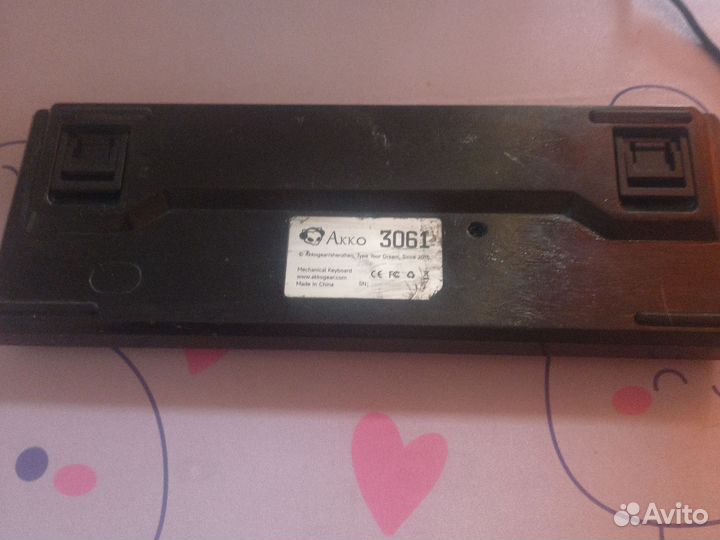 AKKO 3061
© Akkogear/shenzhen, Type Your Dream, Since 2016
Mechanical Keyboard
www.akkogear.com
Made in China SN:
CE FC
Avito